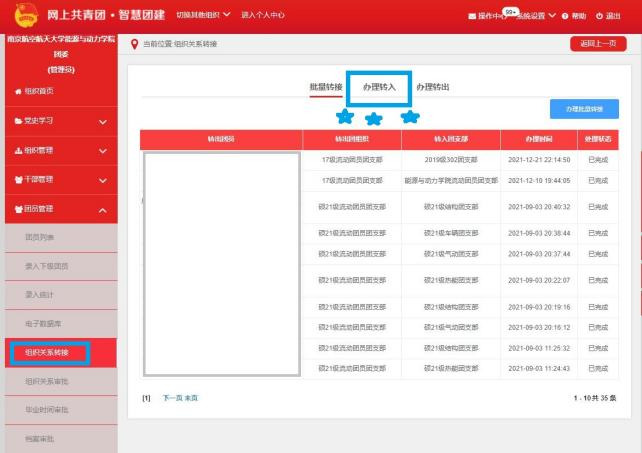 网上共青团·智慧团建 切换其他组织 进入个人中心 操作中心 99+ 系统设置 帮助 退出
南京航空航天大学能源与动力学院
团委
(管理员)
当前位置:组织关系转接 返回上一页
组织首页
党史学习
组织管理
干部管理
团员管理
团员列表
录入下级团员
录入统计
电子数据库
组织关系转接
组织关系审批
毕业时间审批
档案审批
批量转接 办理转入 办理转出
办理批量转接
转出团员 转出团组织 转入团支部 办理时间 处理状态
17级流动团员团支部 2019级302团支部 2021-12-21 22:14:50 已完成
17级流动团员团支部 能源与动力学院流动团员团支部 2021-12-10 19:44:05 已完成
硕21级流动团员团支部 硕21级结构团支部 2021-09-03 20:40:32 已完成
硕21级流动团员团支部 硕21级车辆团支部 2021-09-03 20:38:44 已完成
硕21级流动团员团支部 硕21级气动团支部 2021-09-03 20:37:44 已完成
硕21级流动团员团支部 硕21级热能团支部 2021-09-03 20:22:07 已完成
硕21级流动团员团支部 硕21级结构团支部 2021-09-03 20:19:16 已完成
硕21级流动团员团支部 硕21级气动团支部 2021-09-03 20:16:12 已完成
硕21级流动团员团支部 硕21级结构团支部 2021-09-03 11:25:32 已完成
硕21级流动团员团支部 硕21级热能团支部 2021-09-03 11:24:43 已完成
[1] 下一页 末页 1 - 10 共 35 条